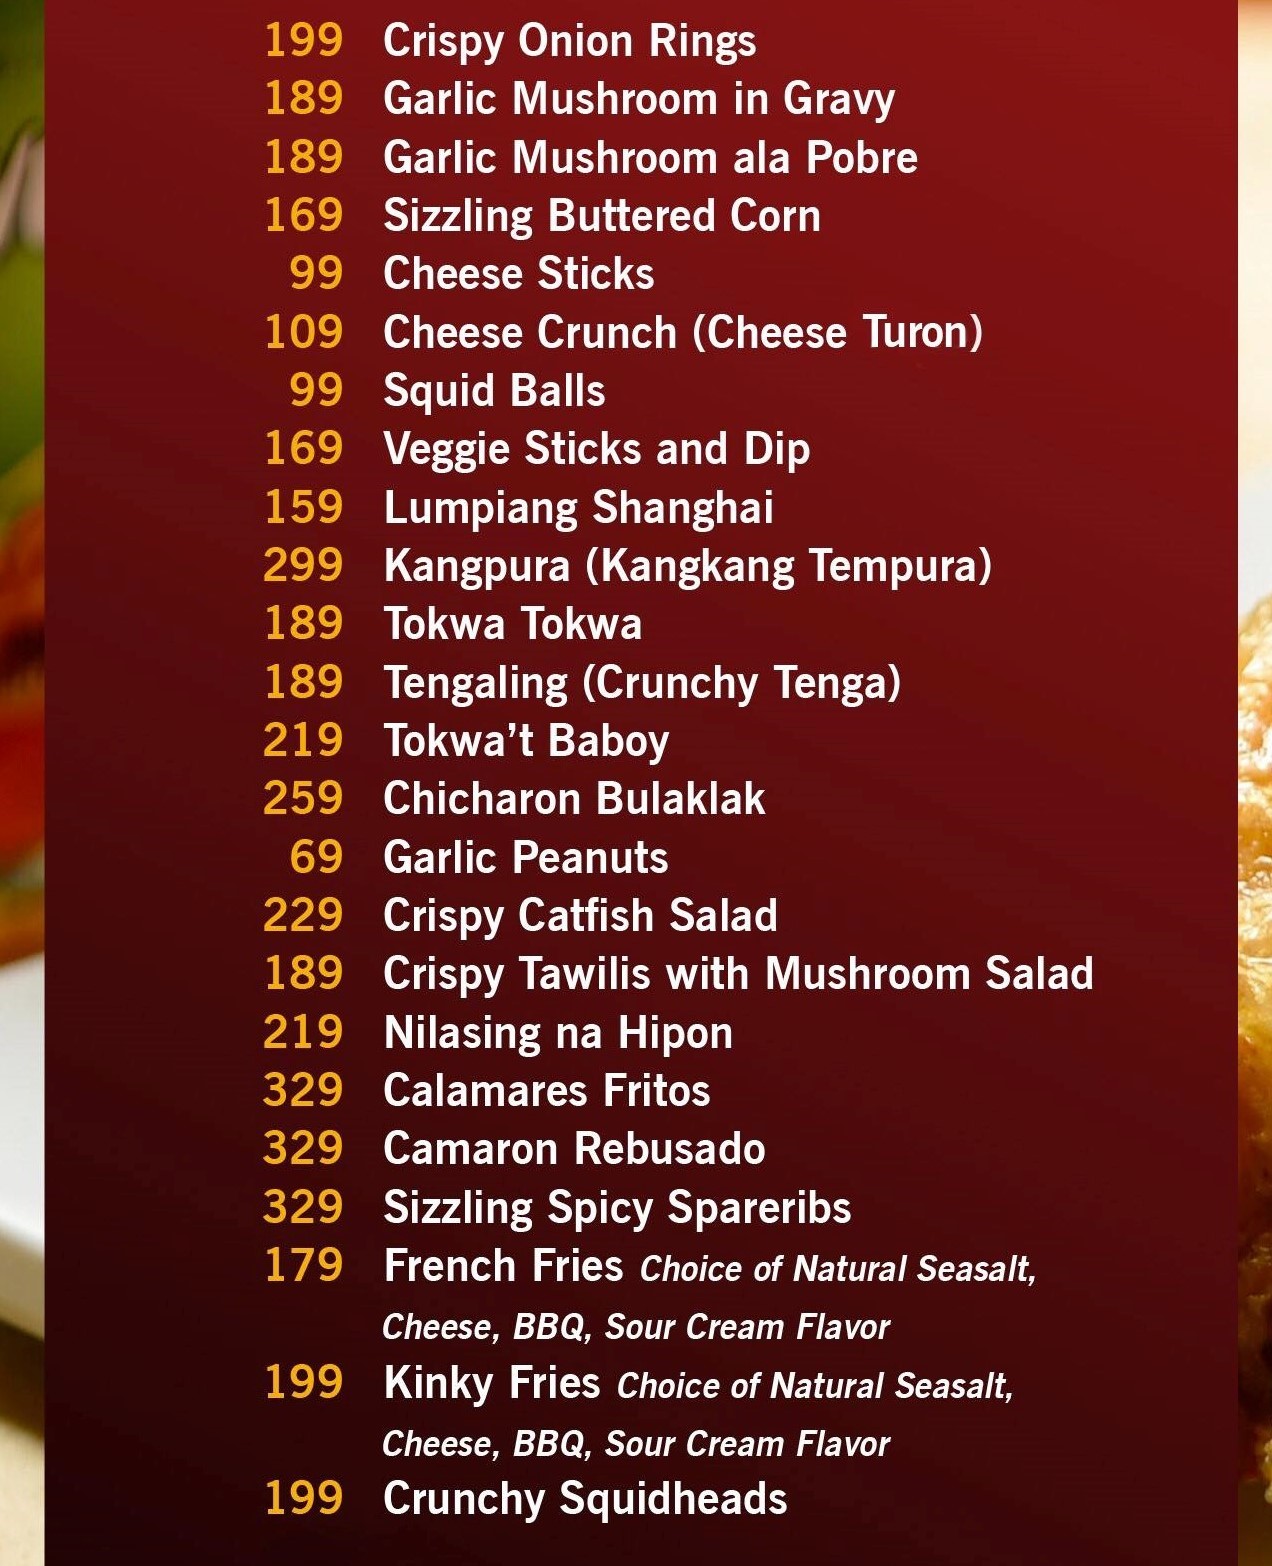 199 Crispy Onion Rings
189 Garlic Mushroom in Gravy
189 Garlic Mushroom ala Pobre
169 Sizzling Buttered Corn
99 Cheese Sticks
109 Cheese Crunch (Cheese Turon)
99 Squid Balls
169 Veggie Sticks and Dip
159 Lumpiang Shanghai
299 Kangpura (Kangkang Tempura)
189 Tokwa Tokwa
189 Tengaling (Crunchy Tenga)
219 Tokwa’t Baboy
259 Chicharon Bulaklak
69 Garlic Peanuts
229 Crispy Catfish Salad
189 Crispy Tawilis with Mushroom Salad
219 Nilasing na Hipon
329 Calamares Fritos
329 Camaron Rebusado
329 Sizzling Spicy Spareribs
179 French Fries Choice of Natural Seasalt,
Cheese, BBQ, Sour Cream Flavor
199 Kinky Fries Choice of Natural Seasalt,
Cheese, BBQ, Sour Cream Flavor
199 Crunchy Squidheads